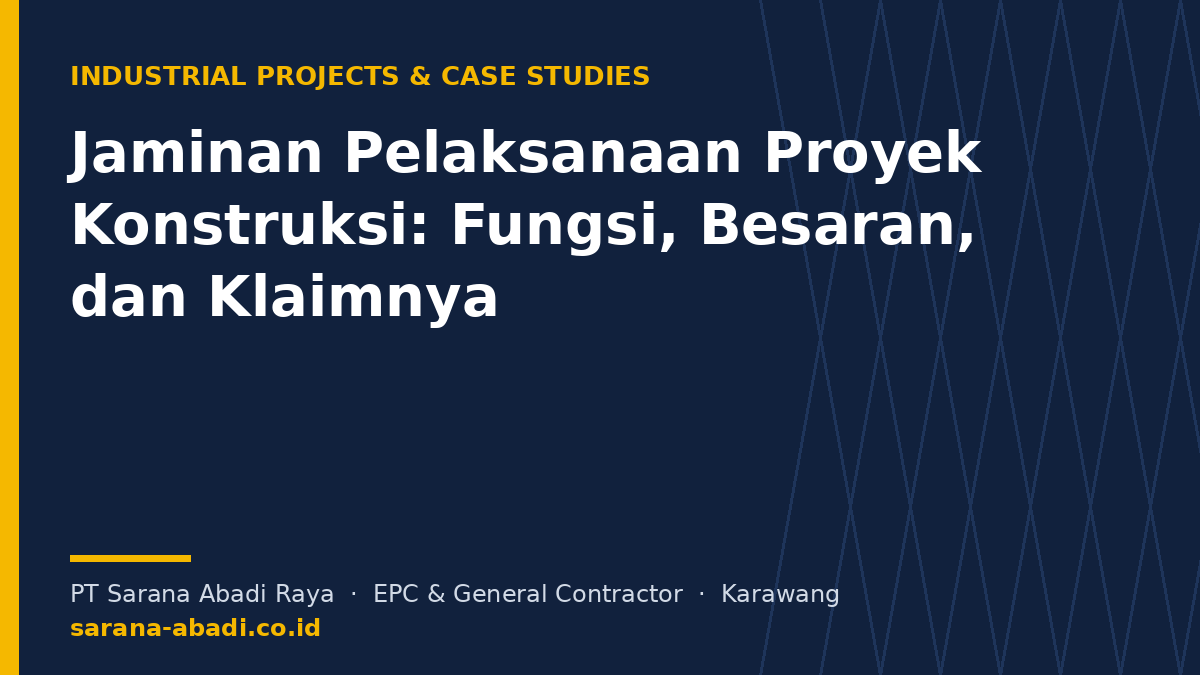 INDUSTRIAL PROJECTS & CASE STUDIES
Jaminan Pelaksanaan Proyek
Konstruksi: Fungsi, Besaran,
dan Klaimnya
PT Sarana Abadi Raya · EPC & General Contractor · Karawang
sarana-abadi.co.id